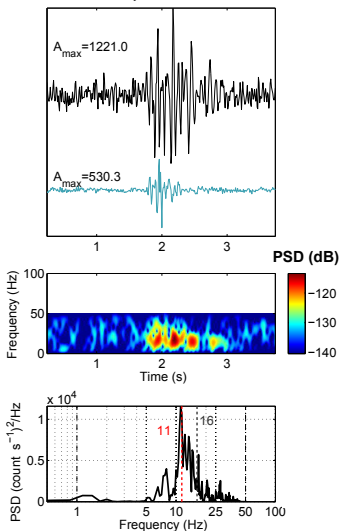 A max =1221.0
A max =530.3
1 2 3
PSD (dB)
100
50
0
Frequency (Hz)
−120
−130
−140
1 2 3
Time (s)
x 10^4
1
0.5
0
PSD (count s^−1)^2/Hz
11
16
1 5 10 25 50 100
Frequency (Hz)